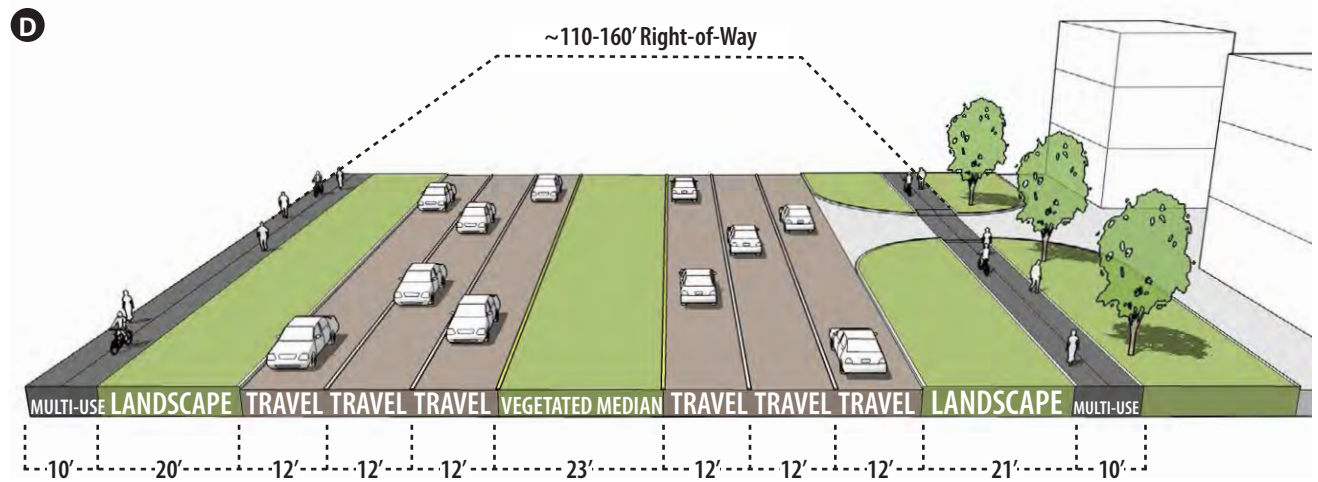 D
~110-160' Right-of-Way
MULTI-USE LANDSCAPE TRAVEL TRAVEL TRAVEL VEGETATED MEDIAN TRAVEL TRAVEL TRAVEL LANDSCAPE MULTI-USE
10' 20' 12' 12' 12' 23' 12' 12' 12' 21' 10'